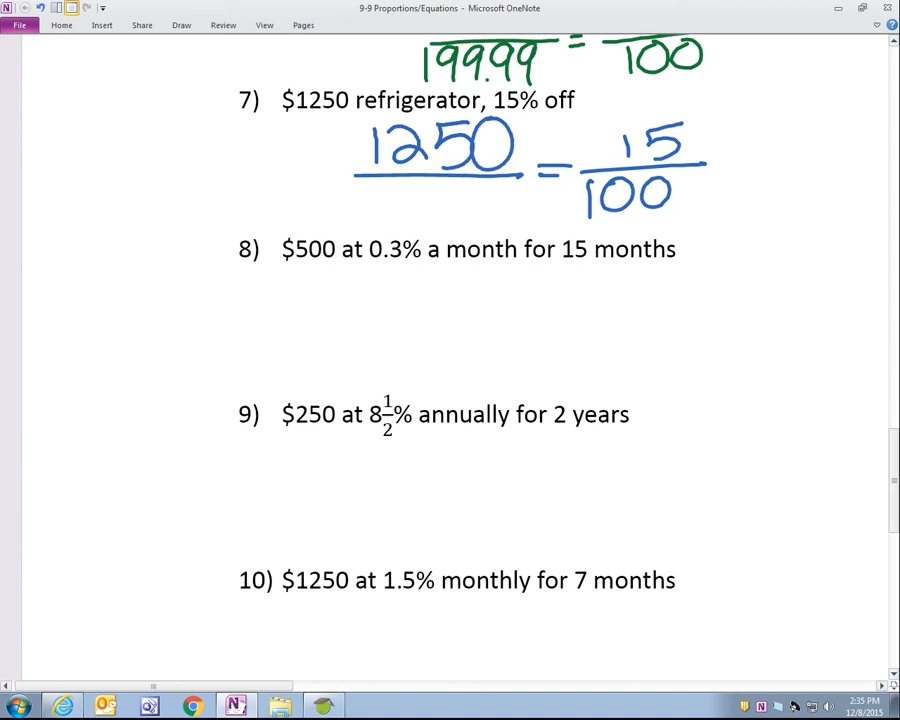 9-9 Proportions/Equations - Microsoft OneNote
File Home Insert Share Draw Review View Pages
199.99 = 100
7) $1250 refrigerator, 15% off
1250 = 15
100
8) $500 at 0.3% a month for 15 months
9) $250 at 8 1/2% annually for 2 years
10) $1250 at 1.5% monthly for 7 months
2:35 PM
12/8/2015